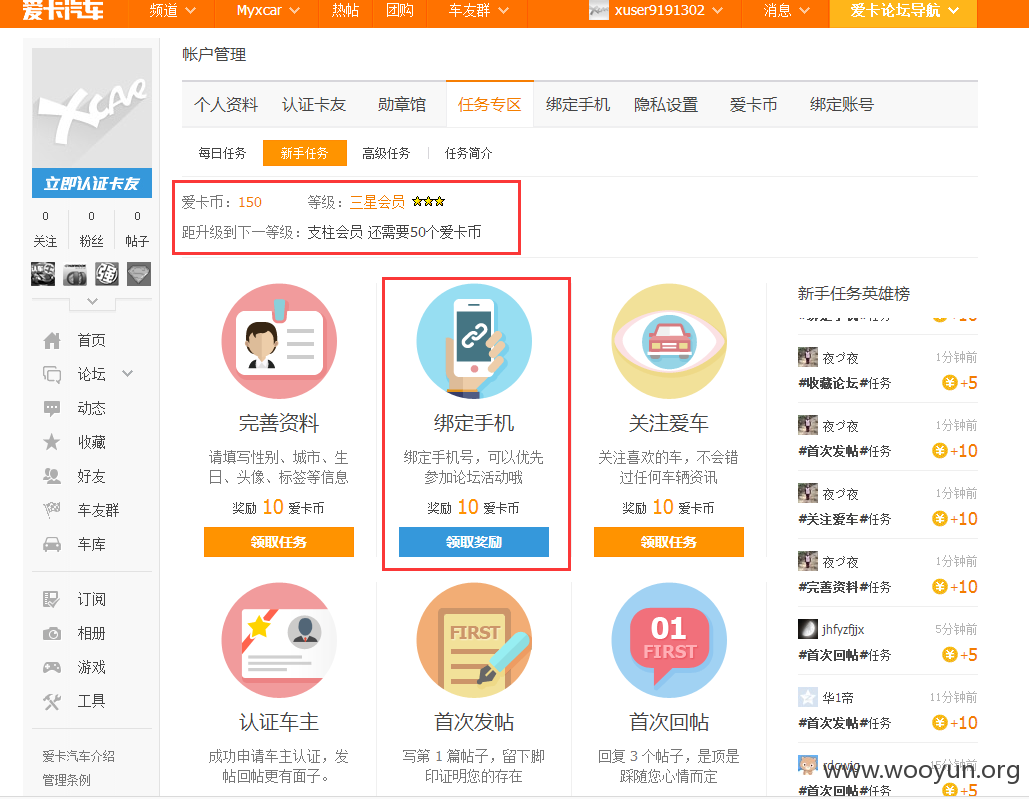 爱卡汽车
频道 Myxcar 热帖 团购 车友群 xuser9191302 消息 爱卡论坛导航
XCAR
立即认证卡友
0 0 0
关注 粉丝 帖子
首页
论坛
动态
收藏
好友
车友群
车库
订阅
相册
游戏
工具
爱卡汽车介绍
管理条例
帐户管理
个人资料 认证卡友 勋章馆 任务专区 绑定手机 隐私设置 爱卡币 绑定账号
每日任务 新手任务 高级任务 任务简介
爱卡币：150 等级：三星会员
距升级到下一等级：支柱会员 还需要50个爱卡币
完善资料
请填写性别、城市、生
日、头像、标签等信息
奖励 10 爱卡币
领取任务
绑定手机
绑定手机号，可以优先
参加论坛活动哦
奖励 10 爱卡币
领取奖励
关注爱车
关注喜欢的车，不会错
过任何车辆资讯
奖励 10 爱卡币
领取任务
认证车主
成功申请车主认证，发
帖回帖更有面子。
FIRST
首次发帖
写第 1 篇帖子，留下脚
印证明您的存在
01
FIRST
首次回帖
回复 3 个帖子，是顶是
踩随您心情而定
新手任务英雄榜
#绑定手机#任务 +10
夜づ夜 1分钟前
#收藏论坛#任务 +5
夜づ夜 1分钟前
#首次发帖#任务 +10
夜づ夜 1分钟前
#关注爱车#任务 +10
夜づ夜 1分钟前
#完善资料#任务 +10
jhfyzfjjx 5分钟前
#首次回帖#任务 +5
华1帝 11分钟前
#首次发帖#任务 +10
15分钟前
#首次回帖#任务 +5
www.wooyun.org